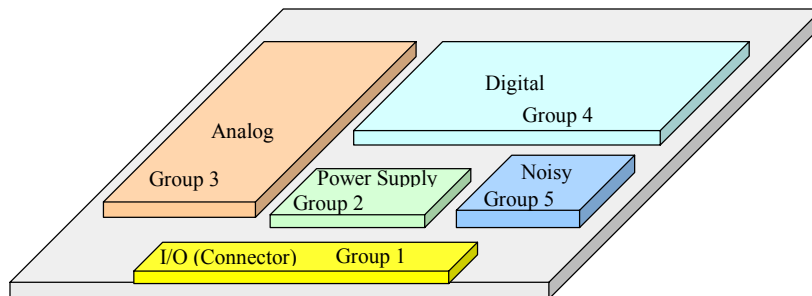 Digital
Group 4
Analog
Group 3
Power Supply
Group 2
Noisy
Group 5
I/O (Connector) Group 1